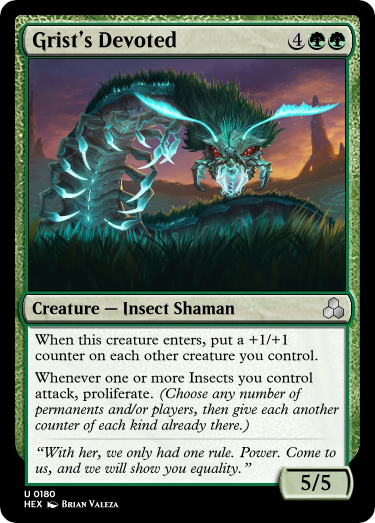 Grist's Devoted 4
Creature — Insect Shaman
When this creature enters, put a +1/+1
counter on each other creature you control.
Whenever one or more Insects you control
attack, proliferate. (Choose any number of
permanents and/or players, then give each another
counter of each kind already there.)
"With her, we only had one rule. Power. Come to
us, and we will show you equality."
5/5
U 0180
HEX Brian Valeza